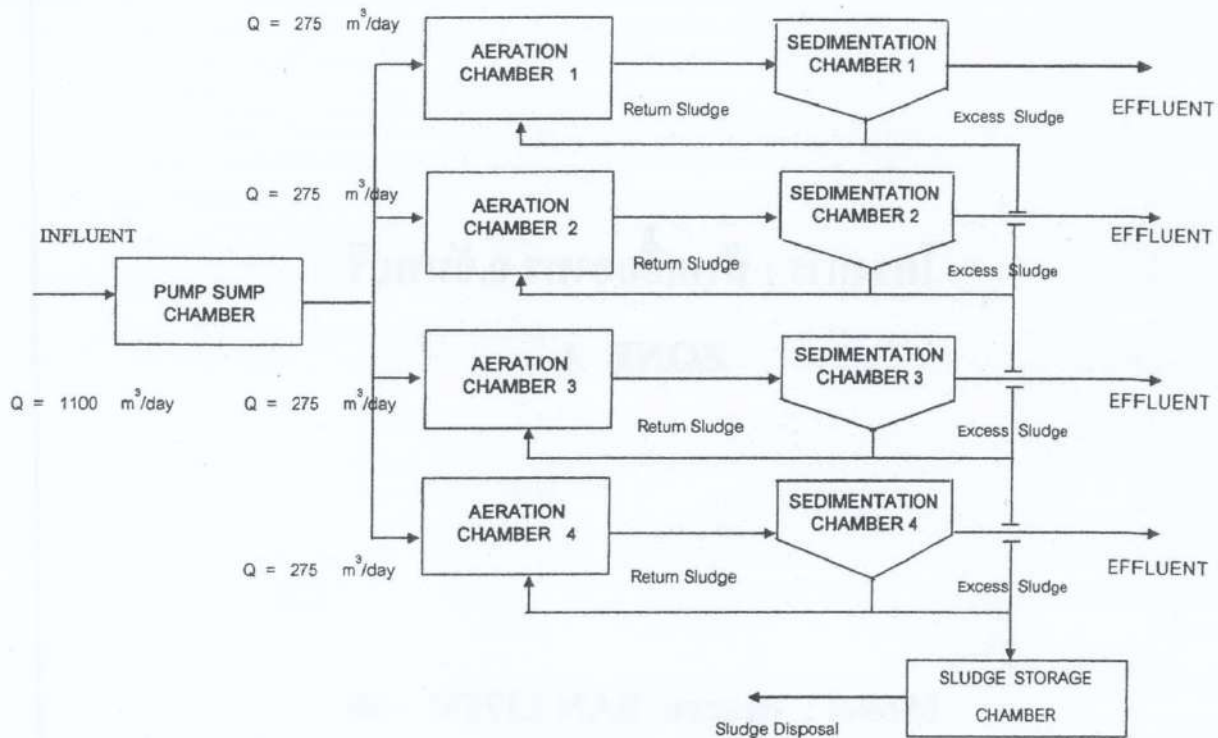 Q = 275 m³/day
AERATION
CHAMBER 1
SEDIMENTATION
CHAMBER 1
Return Sludge
Excess Sludge
EFFLUENT
Q = 275 m³/day
AERATION
CHAMBER 2
SEDIMENTATION
CHAMBER 2
Return Sludge
Excess Sludge
EFFLUENT
INFLUENT
PUMP SUMP
CHAMBER
Q = 1100 m³/day
Q = 275 m³/day
AERATION
CHAMBER 3
SEDIMENTATION
CHAMBER 3
Return Sludge
Excess Sludge
EFFLUENT
AERATION
CHAMBER 4
SEDIMENTATION
CHAMBER 4
Q = 275 m³/day
Return Sludge
Excess Sludge
EFFLUENT
SLUDGE STORAGE
CHAMBER
Sludge Disposal